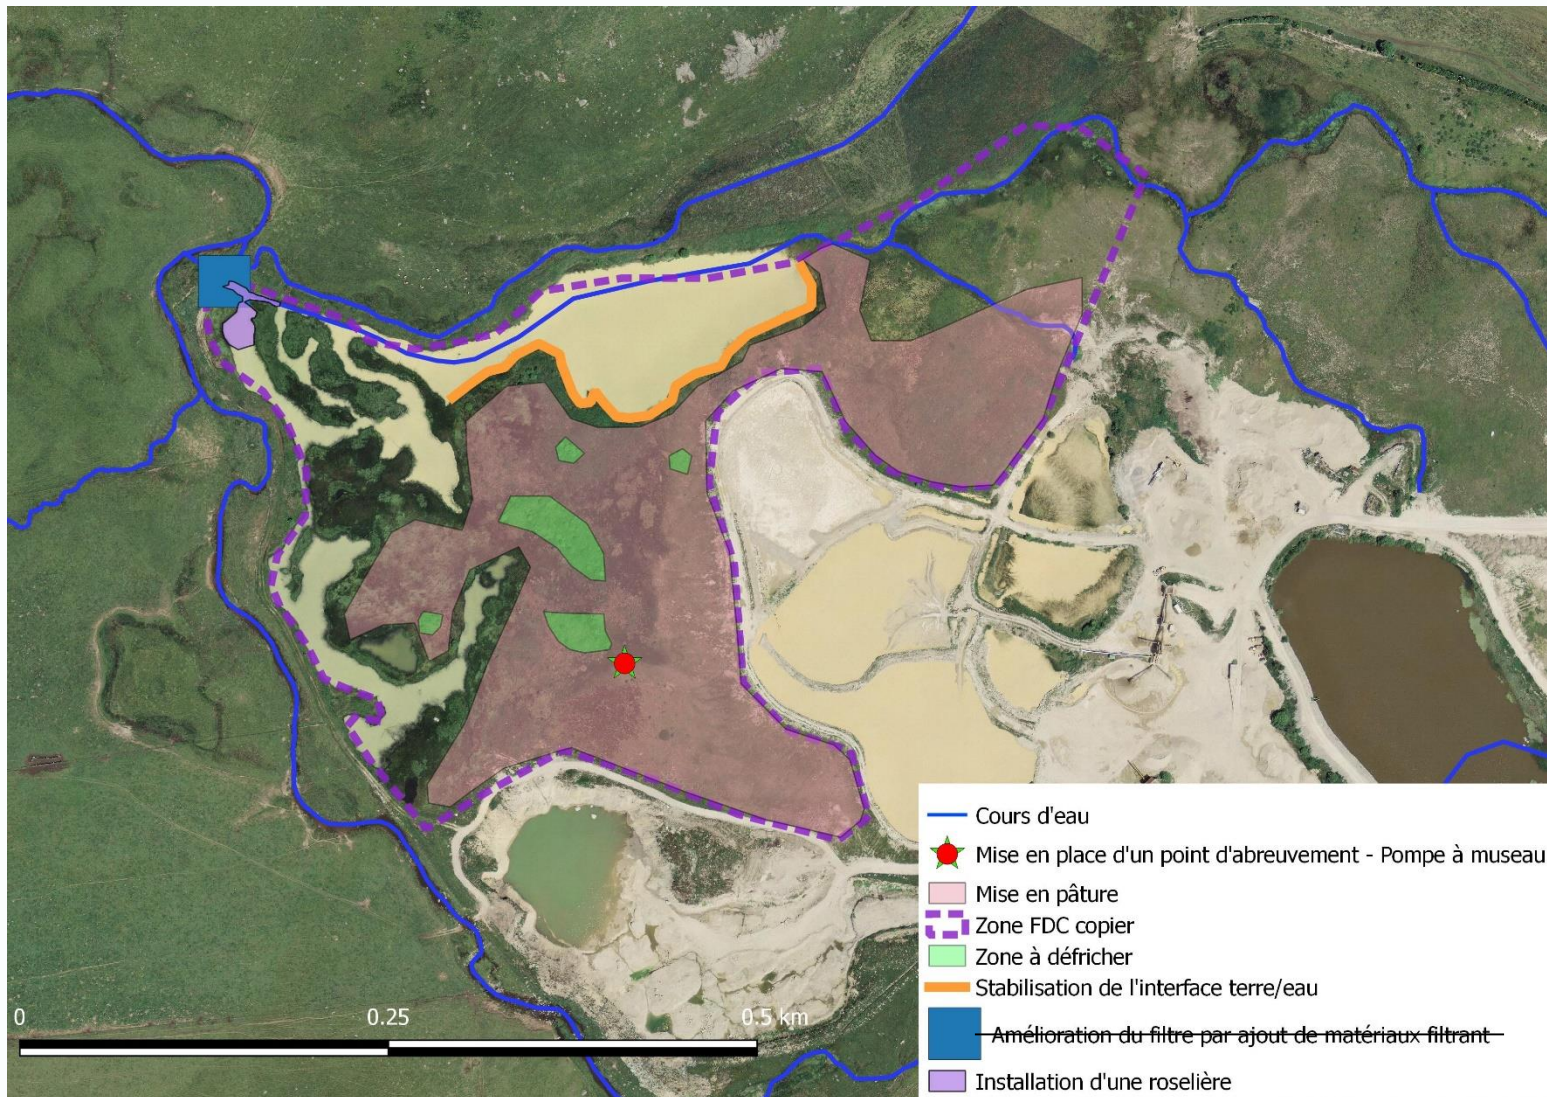 Cours d'eau
Mise en place d'un point d'abreuvement - Pompe à museau
Mise en pâture
Zone FDC copier
Zone à défricher
Stabilisation de l'interface terre/eau
Amélioration du filtre par ajout de matériaux filtrant
Installation d'une roselière
0 0.25 0.5 km